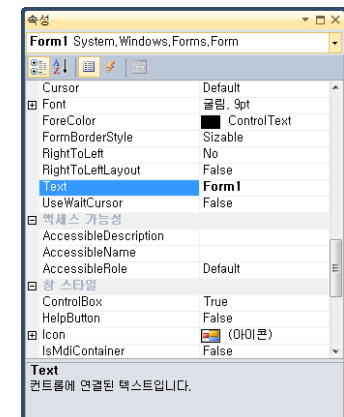 속성
Form1 System,Windows,Forms,Form
Cursor Default
Font 굴림, 9pt
ForeColor ControlText
FormBorderStyle Sizable
RightToLeft No
RightToLeftLayout False
Text Form1
UseWaitCursor False
액세스 가능성
AccessibleDescription
AccessibleName
AccessibleRole Default
창 스타일
ControlBox True
HelpButton False
Icon (아이콘)
IsMdiContainer False
Text
컨트롤에 연결된 텍스트입니다.